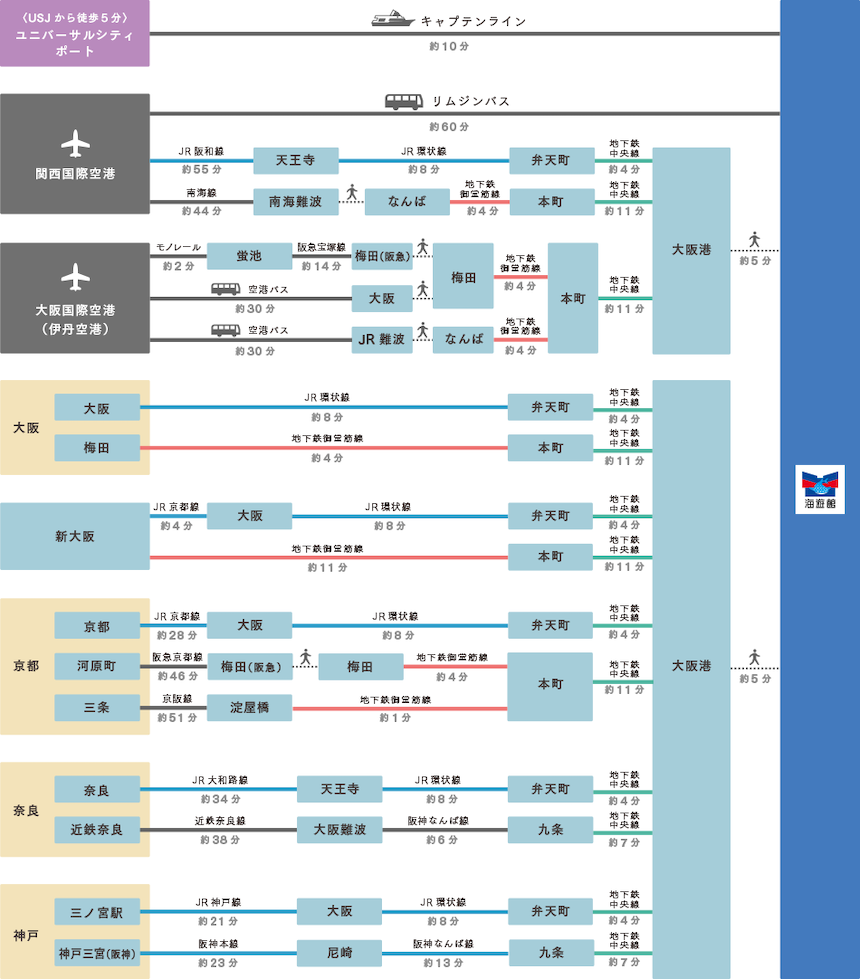 〈USJから徒歩5分〉
ユニバーサルシティ
ポート
キャプテンライン
約10分
リムジンバス
約60分
関西国際空港
JR阪和線
約55分
天王寺
JR環状線
約8分
弁天町
地下鉄
中央線
約4分
南海線
約44分
南海難波
なんば
地下鉄
御堂筋線
約4分
本町
地下鉄
中央線
約11分
大阪港
約5分
大阪国際空港
(伊丹空港)
モノレール
約2分
蛍池
阪急宝塚線
約14分
梅田(阪急)
梅田
地下鉄
御堂筋線
約4分
空港バス
約30分
大阪
本町
地下鉄
中央線
約11分
空港バス
約30分
JR難波
なんば
地下鉄
御堂筋線
約4分
大阪
大阪
JR環状線
約8分
弁天町
地下鉄
中央線
約4分
梅田
地下鉄御堂筋線
約4分
本町
地下鉄
中央線
約11分
海遊館
新大阪
JR京都線
約4分
大阪
JR環状線
約8分
弁天町
地下鉄
中央線
約4分
地下鉄御堂筋線
約11分
本町
地下鉄
中央線
約11分
京都
京都
JR京都線
約28分
大阪
JR環状線
約8分
弁天町
地下鉄
中央線
約4分
河原町
阪急京都線
約46分
梅田(阪急)
梅田
地下鉄御堂筋線
約4分
本町
地下鉄
中央線
約11分
大阪港
約5分
三条
京阪線
約51分
淀屋橋
地下鉄御堂筋線
約1分
奈良
奈良
JR大和路線
約34分
天王寺
JR環状線
約8分
弁天町
地下鉄
中央線
約4分
近鉄奈良
近鉄奈良線
約38分
大阪難波
阪神なんば線
約6分
九条
地下鉄
中央線
約7分
神戸
三ノ宮駅
JR神戸線
約21分
大阪
JR環状線
約8分
弁天町
地下鉄
中央線
約4分
神戸三宮(阪神)
阪神本線
約23分
尼崎
阪神なんば線
約13分
九条
地下鉄
中央線
約7分